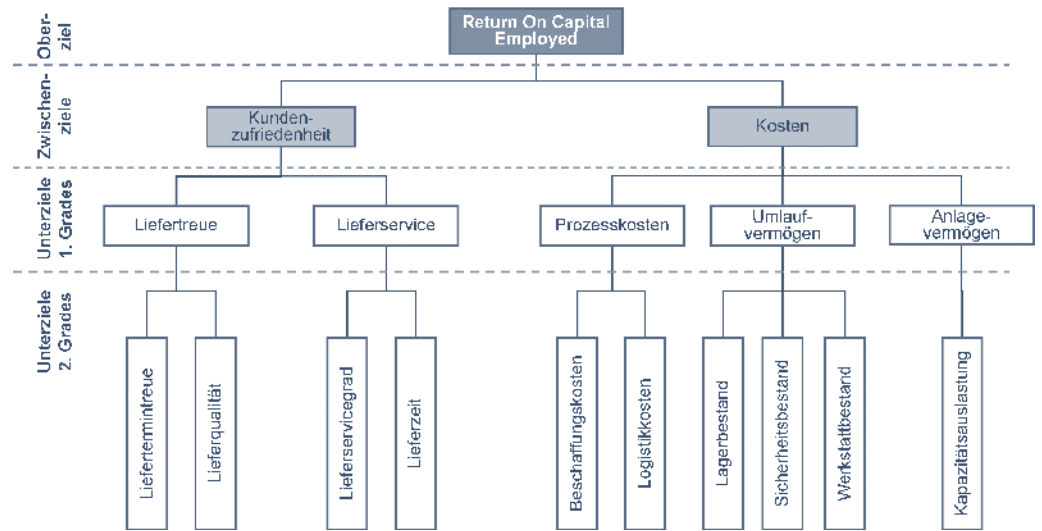 Ober-
ziel
Return On Capital
Employed
Zwischen-
ziele
Kunden-
zufriedenheit
Kosten
Unterziele
1. Grades
Liefertreue
Lieferservice
Prozesskosten
Umlauf-
vermögen
Anlage-
vermögen
Unterziele
2. Grades
Liefertermintreue
Lieferqualität
Lieferservicegrad
Lieferzeit
Beschaffungskosten
Logistikkosten
Lagerbestand
Sicherheitsbestand
Werkstattbestand
Kapazitätsauslastung